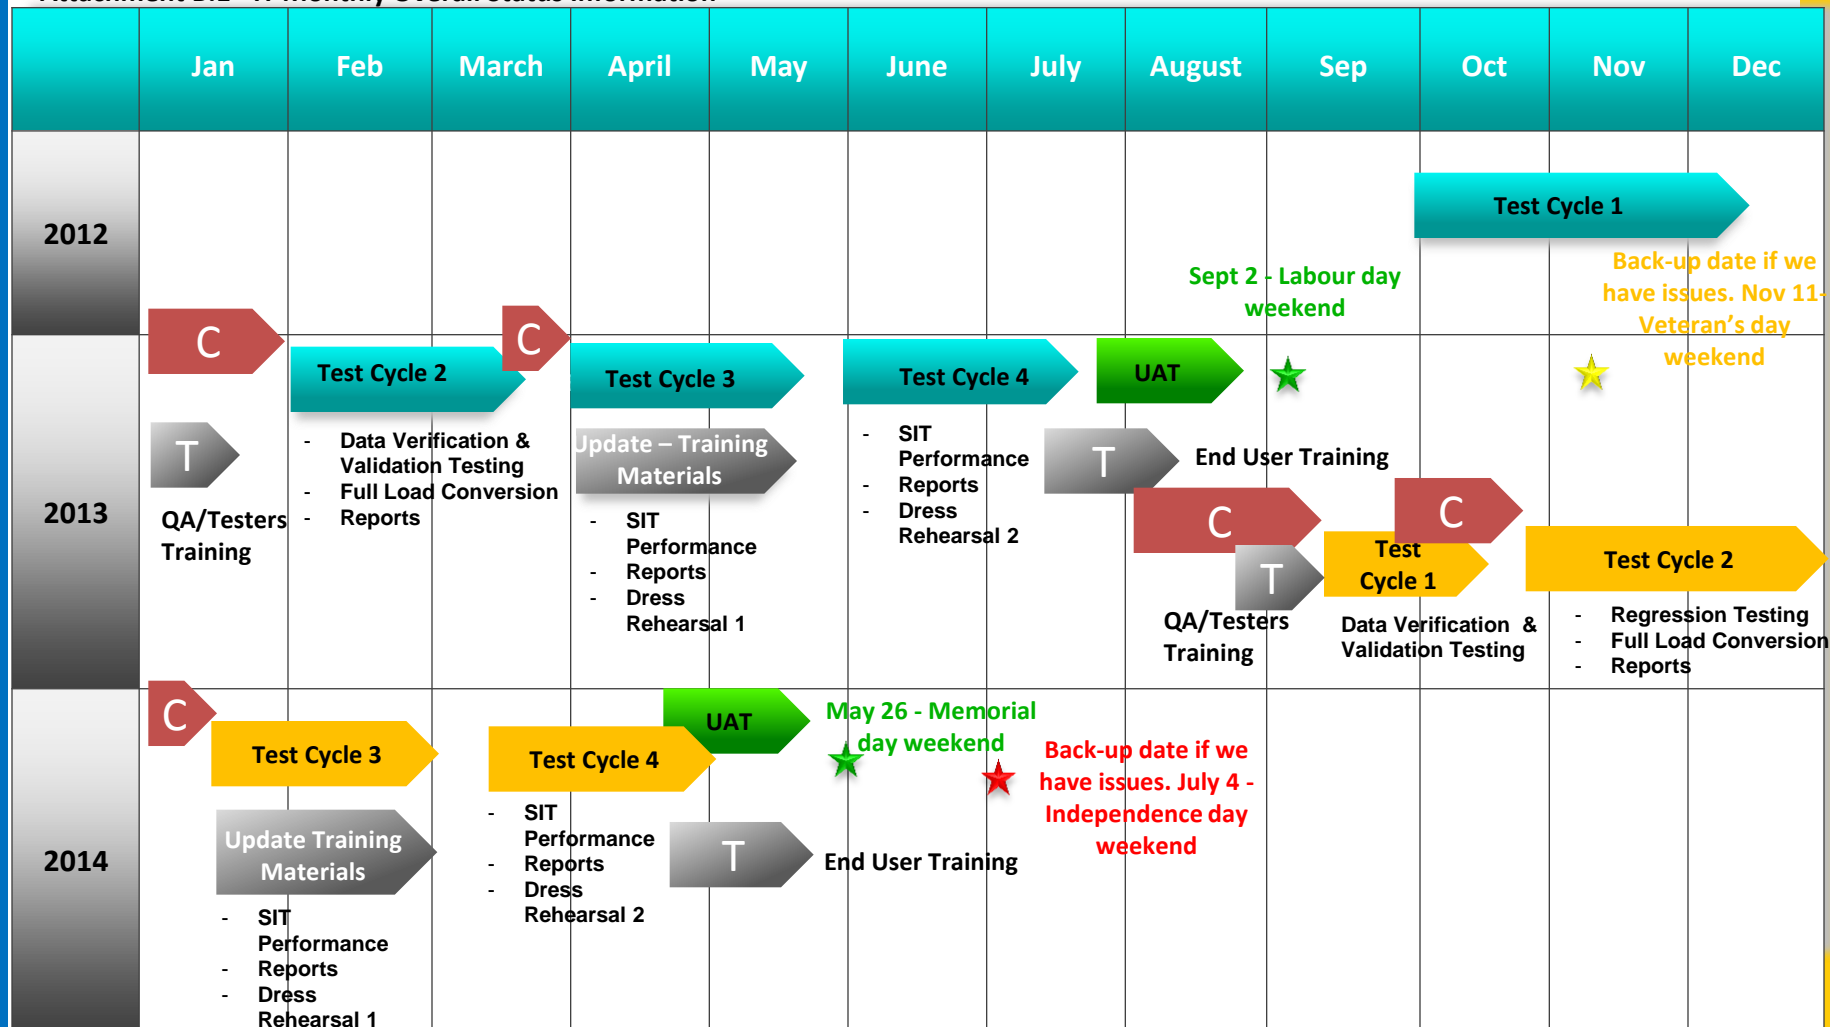 Jan
Feb
March
April
May
June
July
August
Sep
Oct
Nov
Dec
2012
Test Cycle 1
Sept 2 - Labour day
weekend
Back-up date if we
have issues. Nov 11-
Veteran's day
weekend
2013
C
Test Cycle 2
C
Test Cycle 3
Test Cycle 4
UAT
T
QA/Testers
Training
- Data Verification &
Validation Testing
- Full Load Conversion
- Reports
Update – Training
Materials
- SIT
Performance
- Reports
- Dress
Rehearsal 1
- SIT
Performance
- Reports
- Dress
Rehearsal 2
T
End User Training
C
T
QA/Testers
Training
C
Test
Cycle 1
Data Verification &
Validation Testing
Test Cycle 2
- Regression Testing
- Full Load Conversion
- Reports
2014
C
Test Cycle 3
Update Training
Materials
- SIT
Performance
- Reports
- Dress
Rehearsal 1
UAT
Test Cycle 4
- SIT
Performance
- Reports
- Dress
Rehearsal 2
T
End User Training
May 26 - Memorial
day weekend
Back-up date if we
have issues. July 4 -
Independence day
weekend